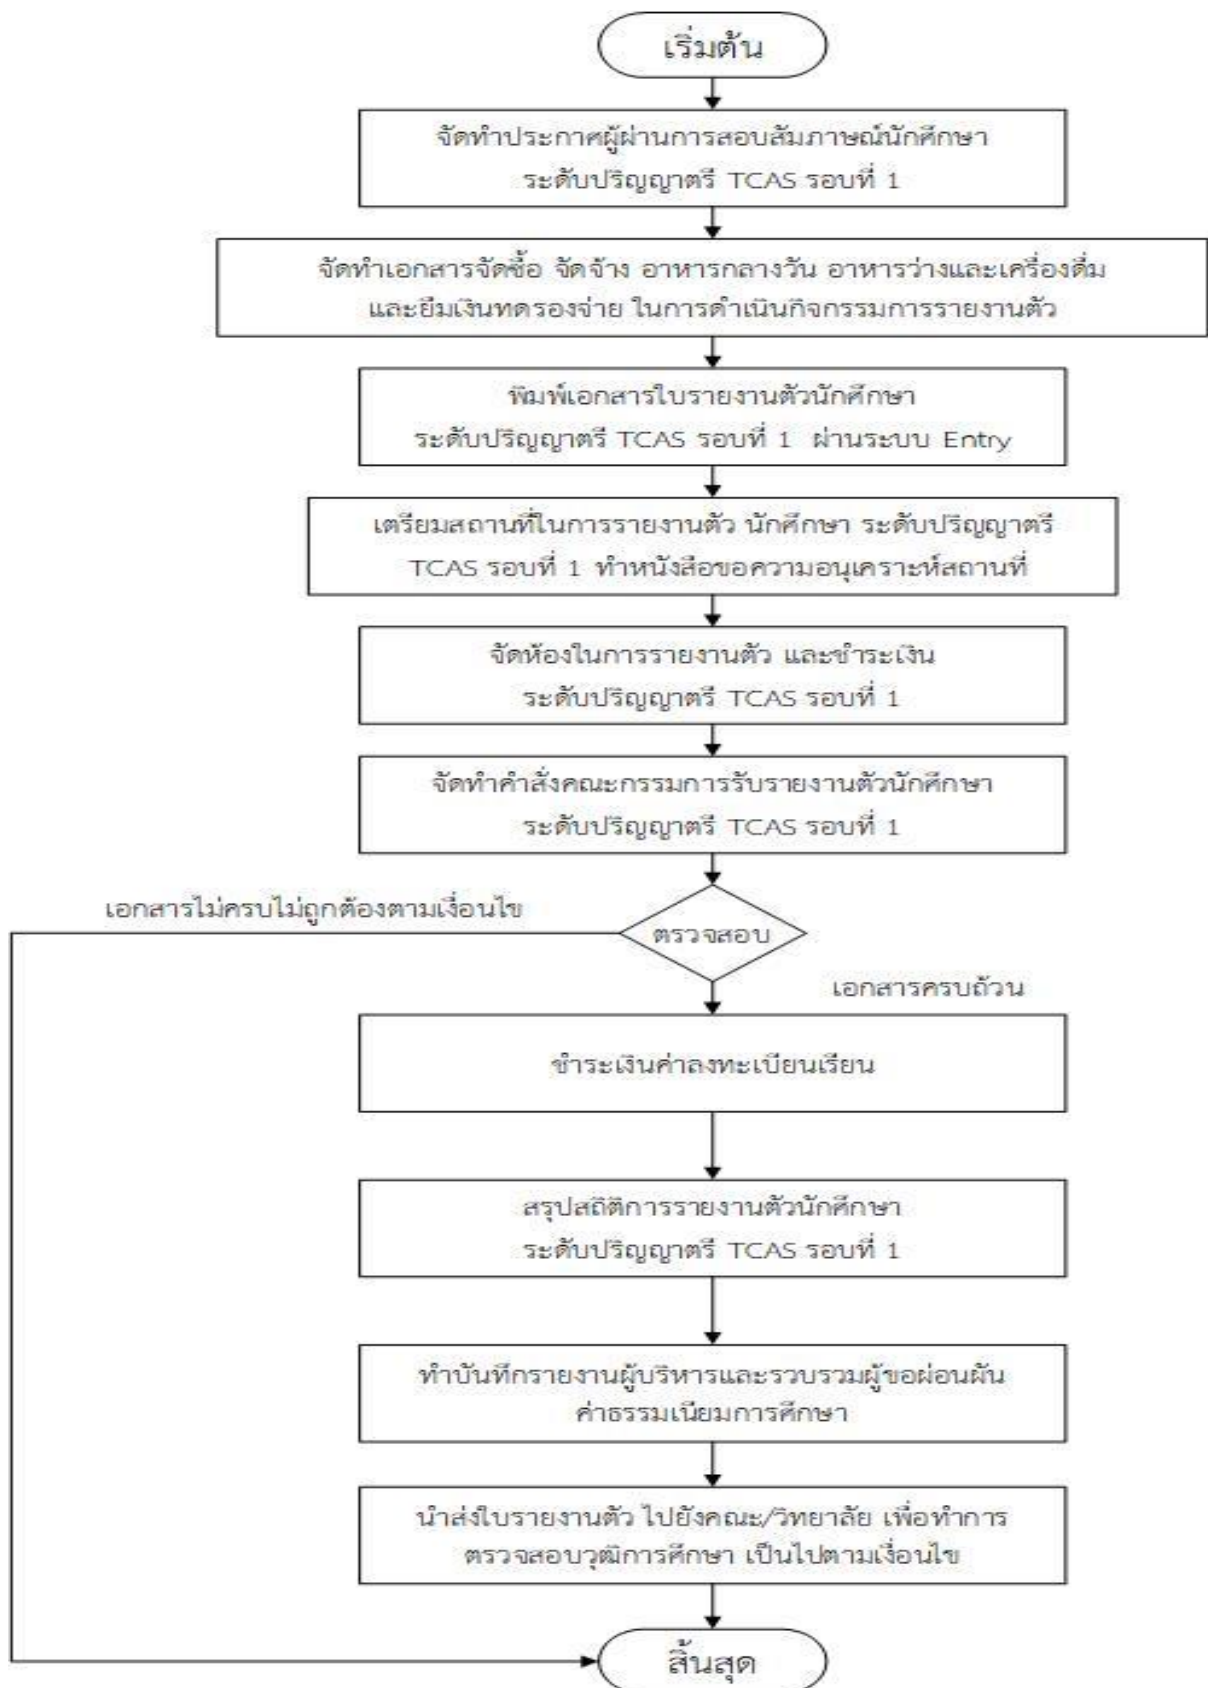 เริ่มต้น
จัดทำประกาศผู้ผ่านการสอบสัมภาษณ์นักศึกษา
ระดับปริญญาตรี TCAS รอบที่ 1
จัดทำเอกสารจัดซื้อ จัดจ้าง อาหารกลางวัน อาหารว่างและเครื่องดื่ม
และยืมเงินทดรองจ่าย ในการดำเนินกิจกรรมการรายงานตัว
พิมพ์เอกสารใบรายงานตัวนักศึกษา
ระดับปริญญาตรี TCAS รอบที่ 1 ผ่านระบบ Entry
เตรียมสถานที่ในการรายงานตัว นักศึกษา ระดับปริญญาตรี
TCAS รอบที่ 1 ทำหนังสือขอความอนุเคราะห์สถานที่
จัดห้องในการรายงานตัว และชำระเงิน
ระดับปริญญาตรี TCAS รอบที่ 1
จัดทำคำสั่งคณะกรรมการรับรายงานตัวนักศึกษา
ระดับปริญญาตรี TCAS รอบที่ 1
เอกสารไม่ครบไม่ถูกต้องตามเงื่อนไข
ตรวจสอบ
เอกสารครบถ้วน
ชำระเงินค่าลงทะเบียนเรียน
สรุปสถิติการรายงานตัวนักศึกษา
ระดับปริญญาตรี TCAS รอบที่ 1
ทำบันทึกรายงานผู้บริหารและรวบรวมผู้ขอผ่อนผัน
ค่าธรรมเนียมการศึกษา
นำส่งใบรายงานตัว ไปยังคณะ/วิทยาลัย เพื่อทำการ
ตรวจสอบวุฒิการศึกษา เป็นไปตามเงื่อนไข
สิ้นสุด